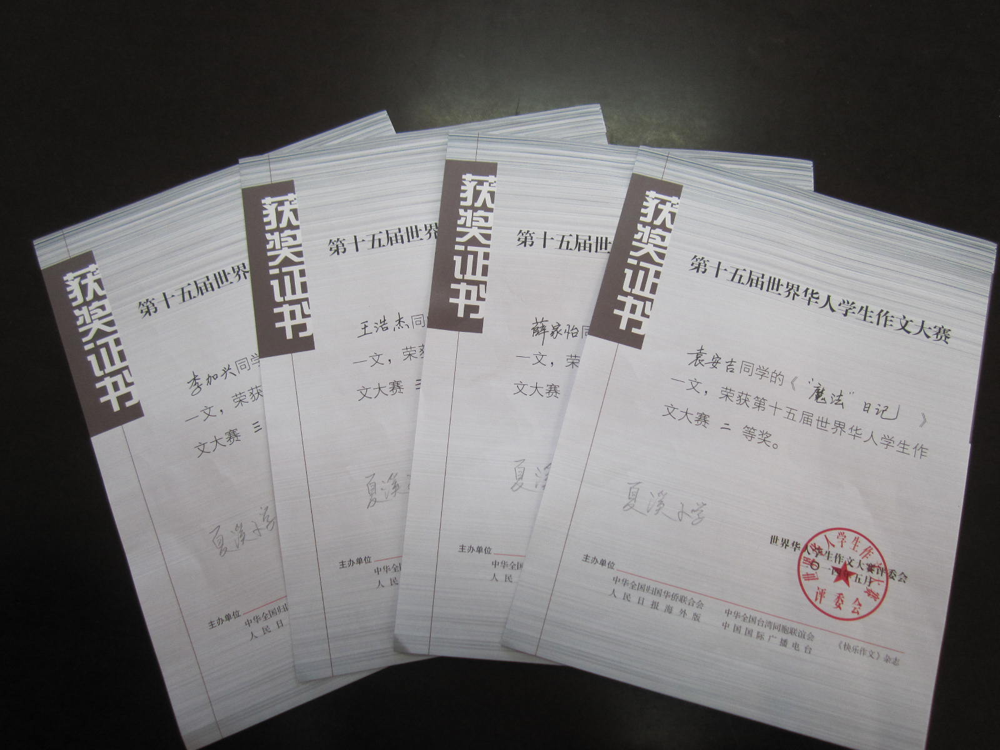 获奖证书
第十五届世界
李加兴同学
一文，荣获
文大赛 三
夏溪小学
主办单位
中华全国归
人民日
获奖证书
第十五届世界
王浩杰同
一文，荣获
文大赛 三
夏溪
主办单位
中华全
人民
获奖证书
第十五届世
薛家怡同
一文，荣
文大赛
夏溪
主办单位
中华全国
人民
获奖证书
第十五届世界华人学生作文大赛
袁安吉同学的《“魔法”日记》
一文，荣获第十五届世界华人学生作
文大赛 二 等奖。
夏溪小学
世界华人学生作文大赛评委会
二〇一四年五月
世界华人学生作文大赛
评委会
主办单位
中华全国归国华侨联合会 中华全国台湾同胞联谊会 《快乐作文》杂志
人民日报海外版 中国国际广播电台